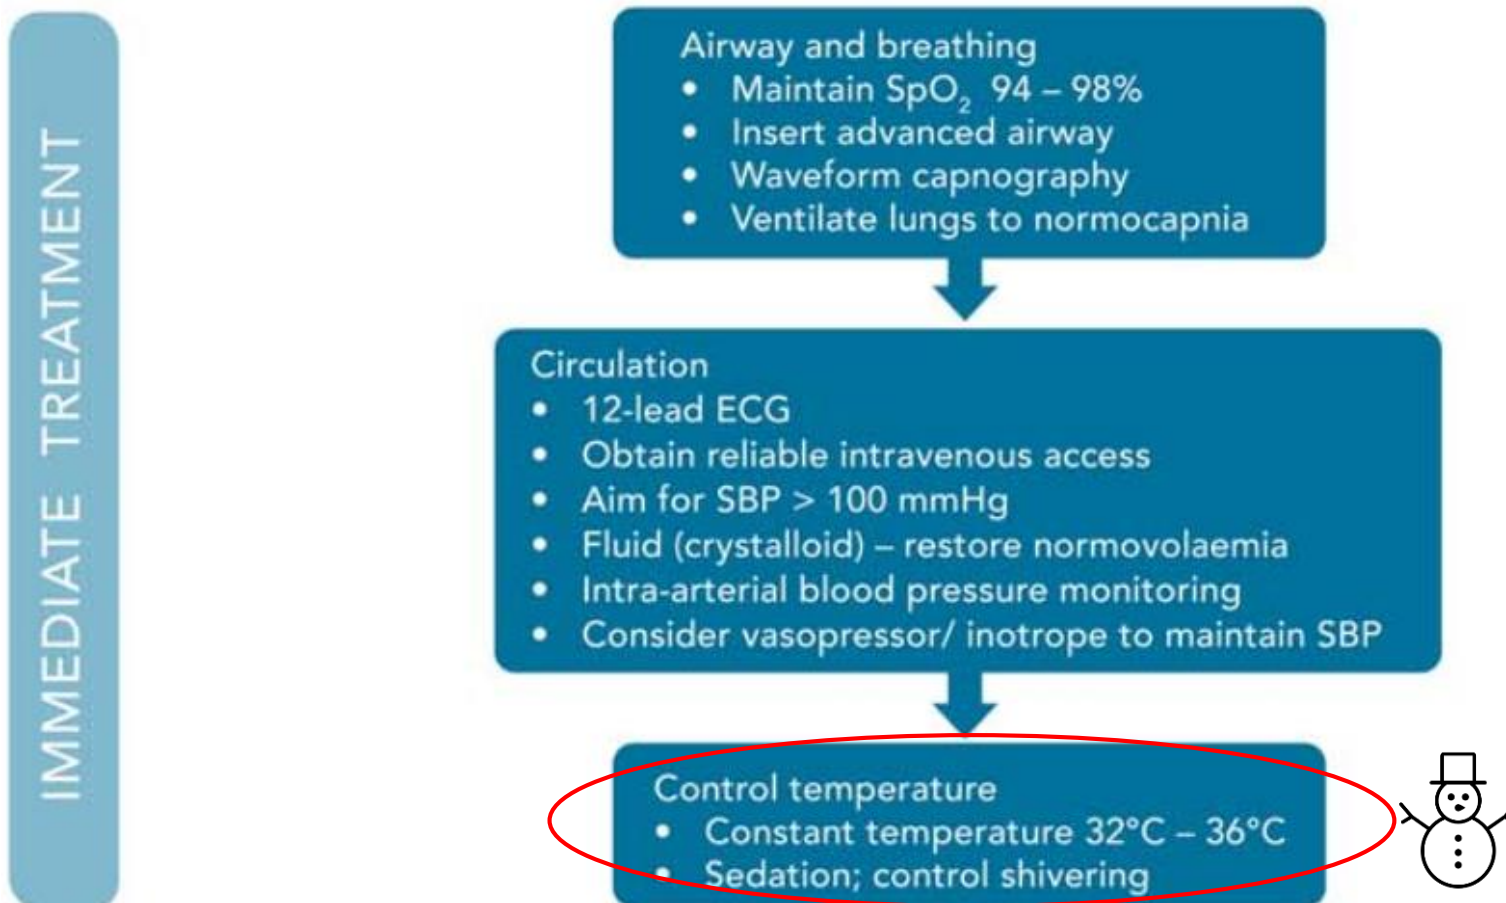 IMMEDIATE TREATMENT
Airway and breathing
• Maintain SpO₂ 94 – 98%
• Insert advanced airway
• Waveform capnography
• Ventilate lungs to normocapnia
Circulation
• 12-lead ECG
• Obtain reliable intravenous access
• Aim for SBP > 100 mmHg
• Fluid (crystalloid) – restore normovolaemia
• Intra-arterial blood pressure monitoring
• Consider vasopressor/ inotrope to maintain SBP
Control temperature
• Constant temperature 32°C – 36°C
• Sedation; control shivering